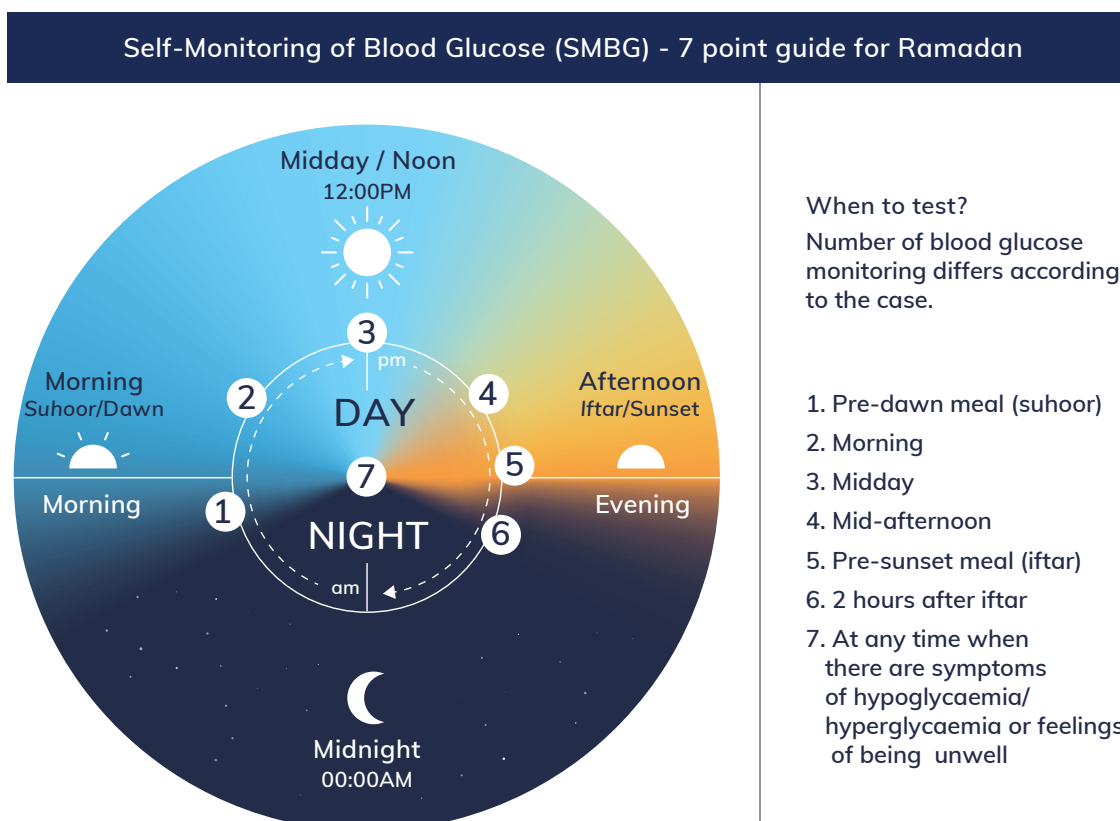 Self-Monitoring of Blood Glucose (SMBG) - 7 point guide for Ramadan
Midday / Noon
12:00PM
3
pm
2
4
Morning
Suhoor/Dawn
DAY
Afternoon
Iftar/Sunset
7
5
Morning
1
NIGHT
6
Evening
am
Midnight
00:00AM
When to test?
Number of blood glucose
monitoring differs according
to the case.
1. Pre-dawn meal (suhoor)
2. Morning
3. Midday
4. Mid-afternoon
5. Pre-sunset meal (iftar)
6. 2 hours after iftar
7. At any time when
there are symptoms
of hypoglycaemia/
hyperglycaemia or feelings
of being unwell